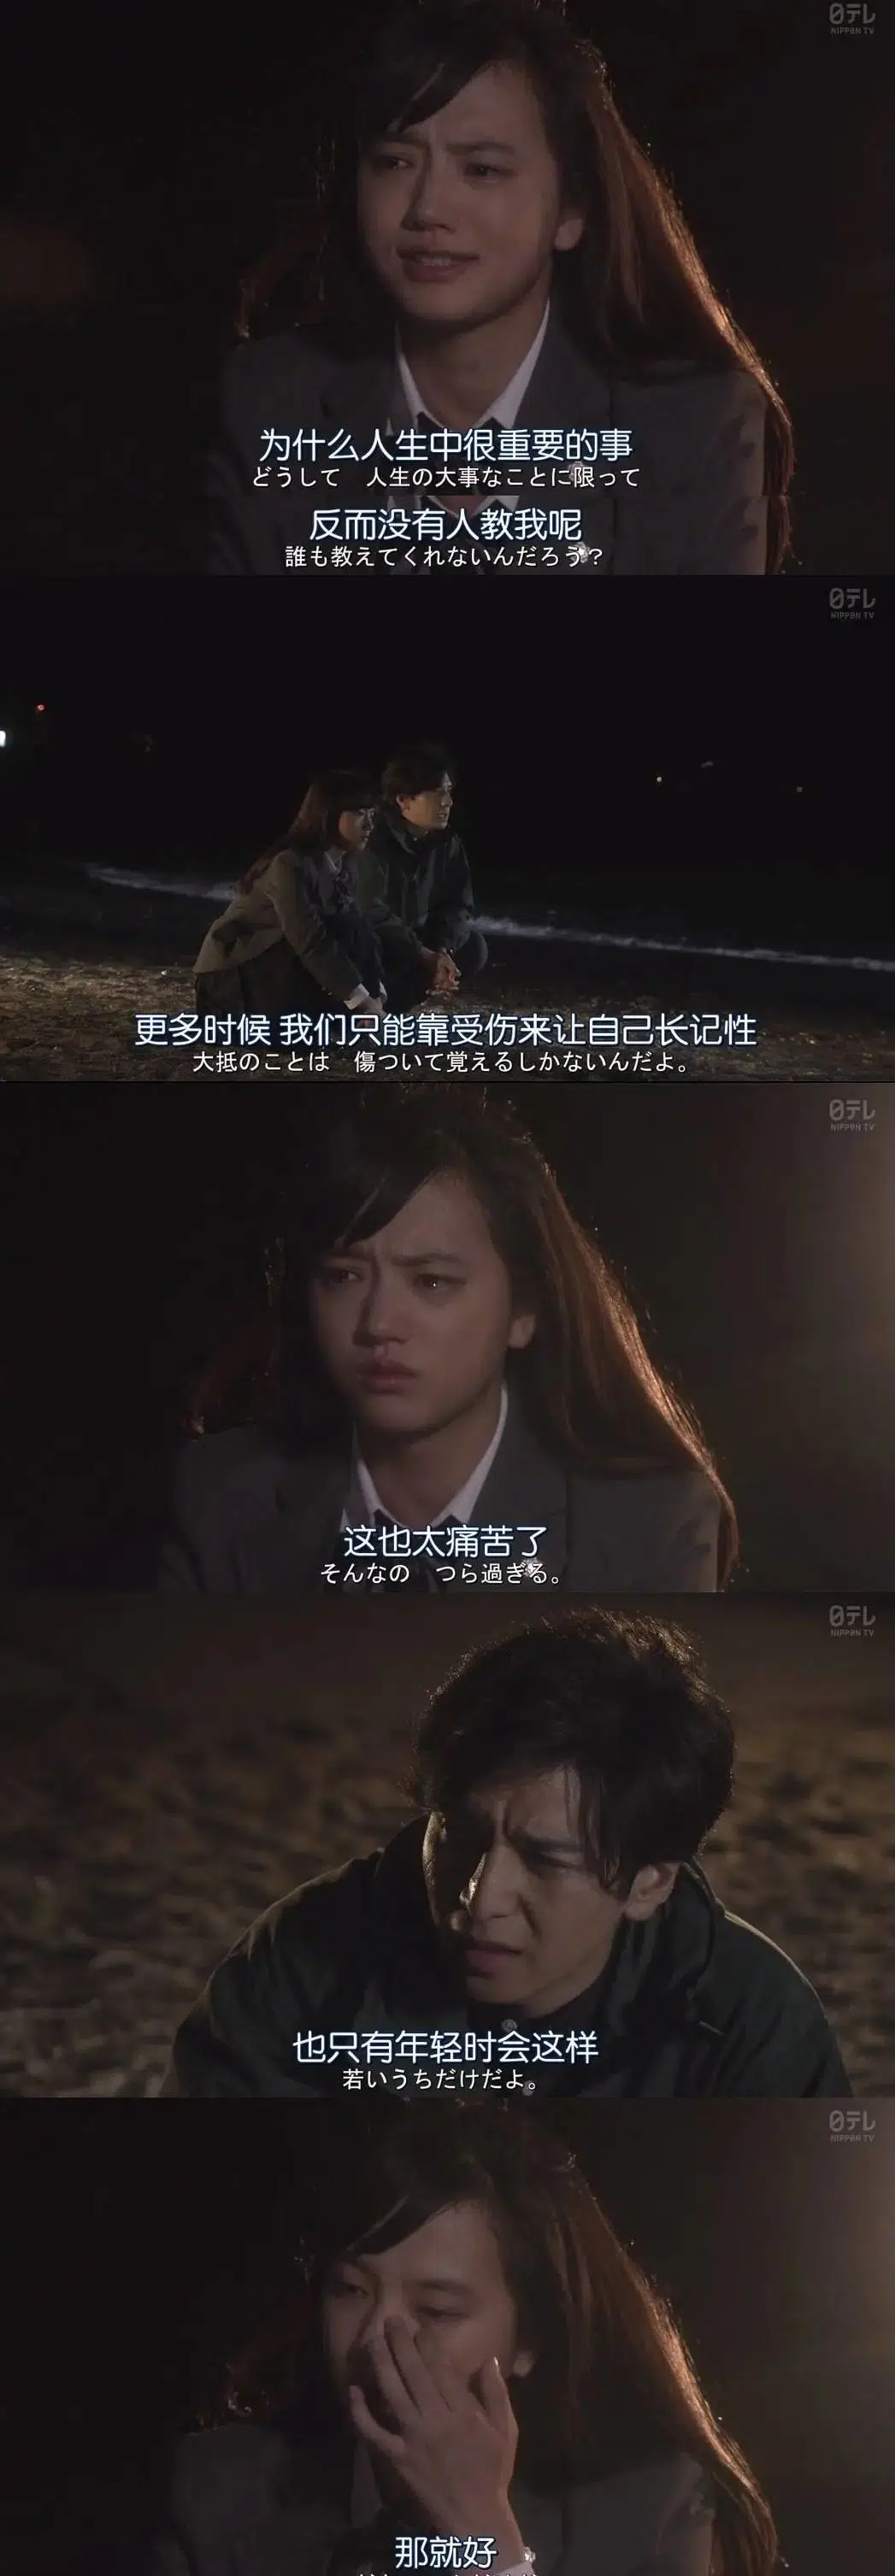 日テレ
NIPPON TV
为什么人生中很重要的事
どうして　人生の大事なことに限って
反而没有人教我呢
誰も教えてくれないんだろう？
日テレ
NIPPON TV
更多时候 我们只能靠受伤来让自己长记性
大抵のことは　傷ついて覚えるしかないんだよ。
日テレ
NIPPON TV
这也太痛苦了
そんなの　つら過ぎる。
日テレ
NIPPON TV
也只有年轻时会这样
若いうちだけだよ。
日テレ
NIPPON TV
那就好